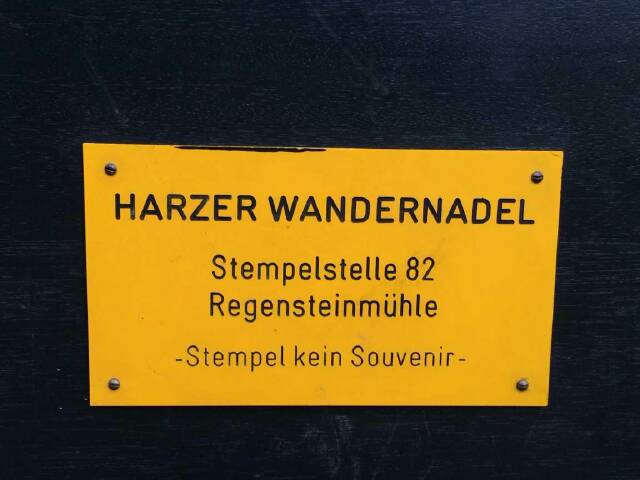 HARZER WANDERNADEL
Stempelstelle 82
Regensteinmühle
-Stempel kein Souvenir-